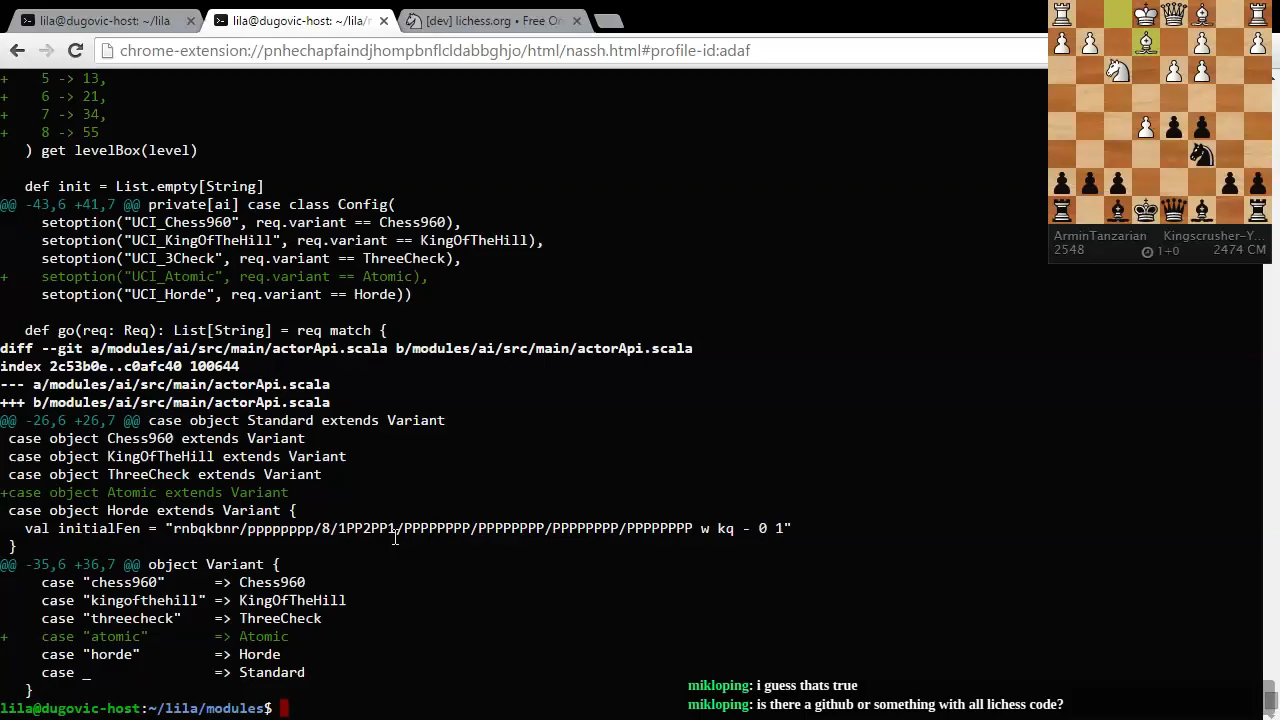 lila@dugovic-host: ~/lila
lila@dugovic-host: ~/lila/r
[dev] lichess.org • Free On
chrome-extension://pnhechapfaindjhompbnflcldabbghjo/html/nassh.html#profile-id:adaf
+    5 -> 13,
+    6 -> 21,
+    7 -> 34,
+    8 -> 55
) get levelBox(level)
def init = List.empty[String]
@@ -43,6 +41,7 @@ private[ai] case class Config(
setoption("UCI_Chess960", req.variant == Chess960),
setoption("UCI_KingOfTheHill", req.variant == KingOfTheHill),
setoption("UCI_3Check", req.variant == ThreeCheck),
+    setoption("UCI_Atomic", req.variant == Atomic),
setoption("UCI_Horde", req.variant == Horde))
def go(req: Req): List[String] = req match {
diff --git a/modules/ai/src/main/actorApi.scala b/modules/ai/src/main/actorApi.scala
index 2c53b0e..c0afc40 100644
--- a/modules/ai/src/main/actorApi.scala
+++ b/modules/ai/src/main/actorApi.scala
@@ -26,6 +26,7 @@ case object Standard extends Variant
case object Chess960 extends Variant
case object KingOfTheHill extends Variant
case object ThreeCheck extends Variant
+case object Atomic extends Variant
case object Horde extends Variant {
val initialFen = "rnbqkbnr/pppppppp/8/1PP2PP1/PPPPPPPP/PPPPPPPP/PPPPPPPP/PPPPPPPP w kq - 0 1"
}
@@ -35,6 +36,7 @@ object Variant {
case "chess960"      => Chess960
case "kingofthehill" => KingOfTheHill
case "threecheck"    => ThreeCheck
+    case "atomic"        => Atomic
case "horde"         => Horde
case _               => Standard
}
lila@dugovic-host:~/lila/modules$
ArminTanzarian Kingscrusher-Y...
2548 1+0 2474 CM
mikloping: i guess thats true
mikloping: is there a github or something with all lichess code?